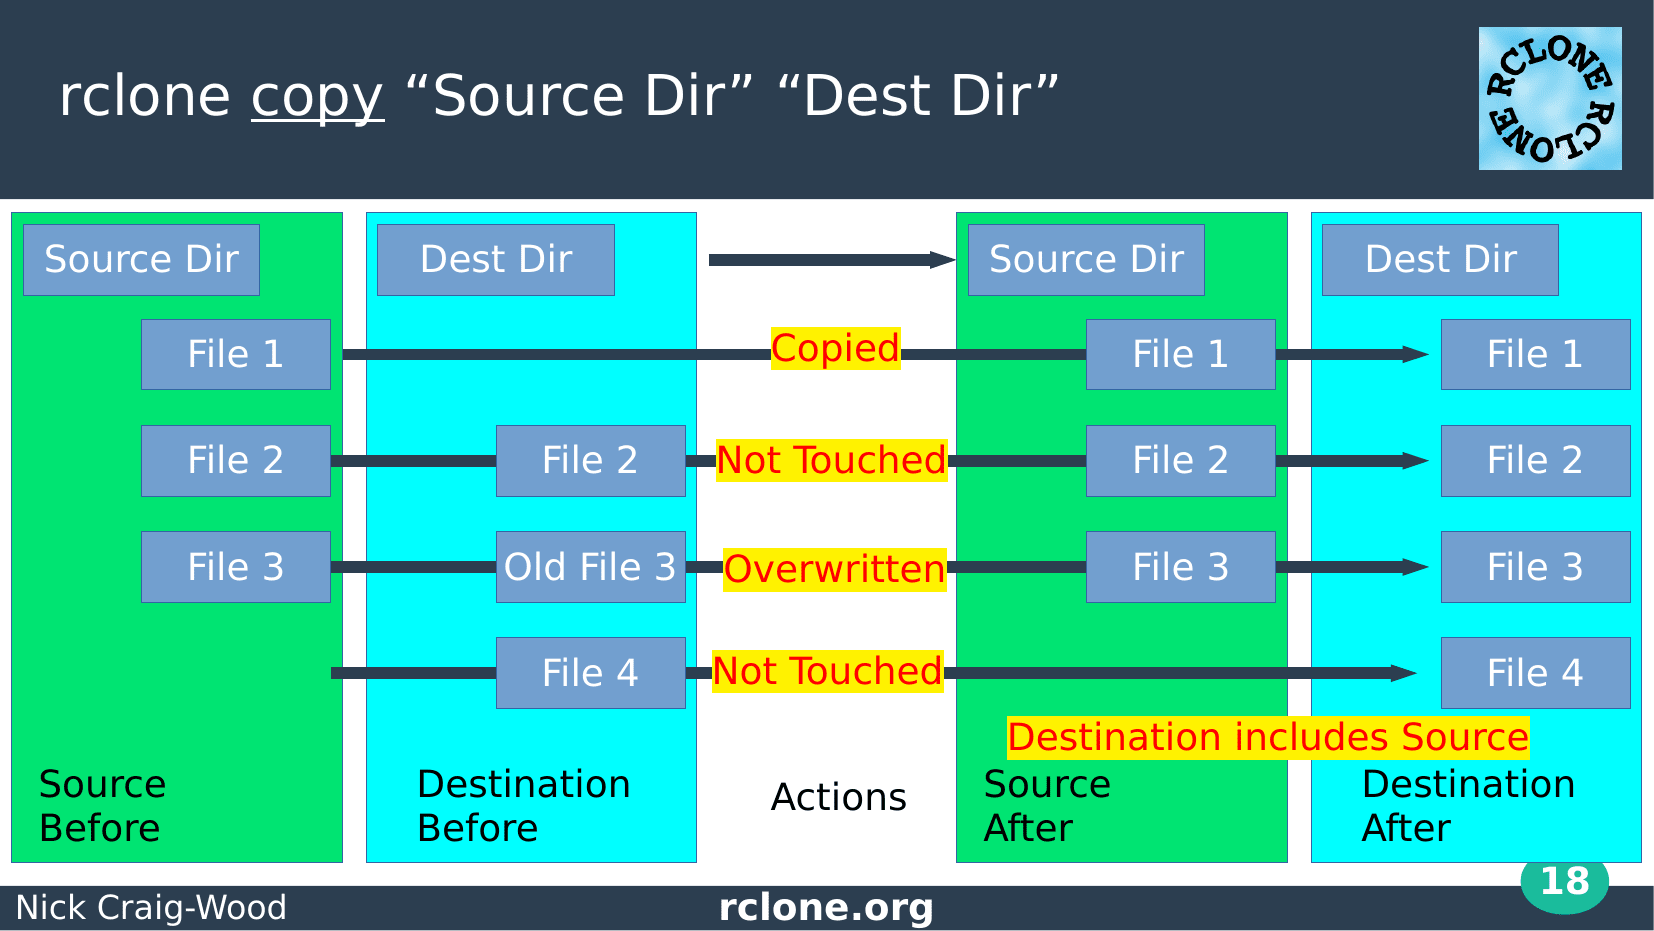 rclone copy “Source Dir” “Dest Dir”
RCLONE RCLONE
Source Dir
Dest Dir
Source Dir
Dest Dir
File 1
Copied
File 1
File 1
File 2
File 2
Not Touched
File 2
File 2
File 3
Old File 3
Overwritten
File 3
File 3
File 4
Not Touched
File 4
Destination includes Source
Source
Before
Destination
Before
Actions
Source
After
Destination
After
18
Nick Craig-Wood
rclone.org